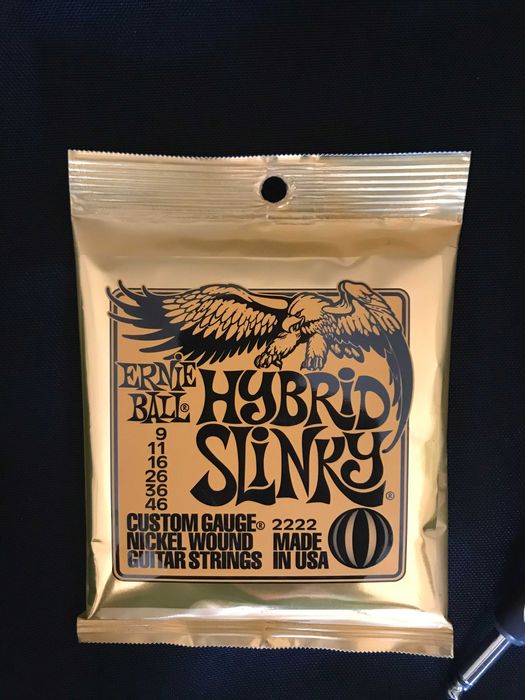 ERNIE
BALL®
HYBRID
SLINKY®
9
11
16
26
36
46
CUSTOM GAUGE® 2222
NICKEL WOUND MADE
GUITAR STRINGS IN USA